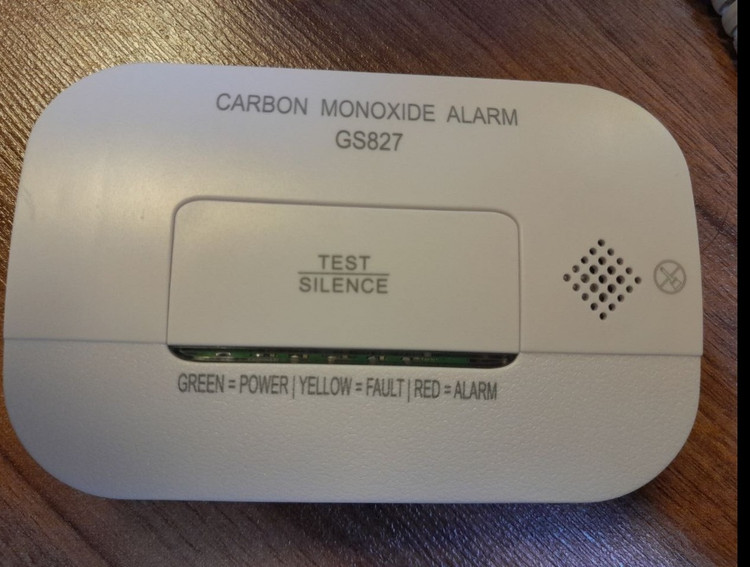 CARBON MONOXIDE ALARM
GS827
TEST
SILENCE
GREEN = POWER | YELLOW = FAULT | RED = ALARM